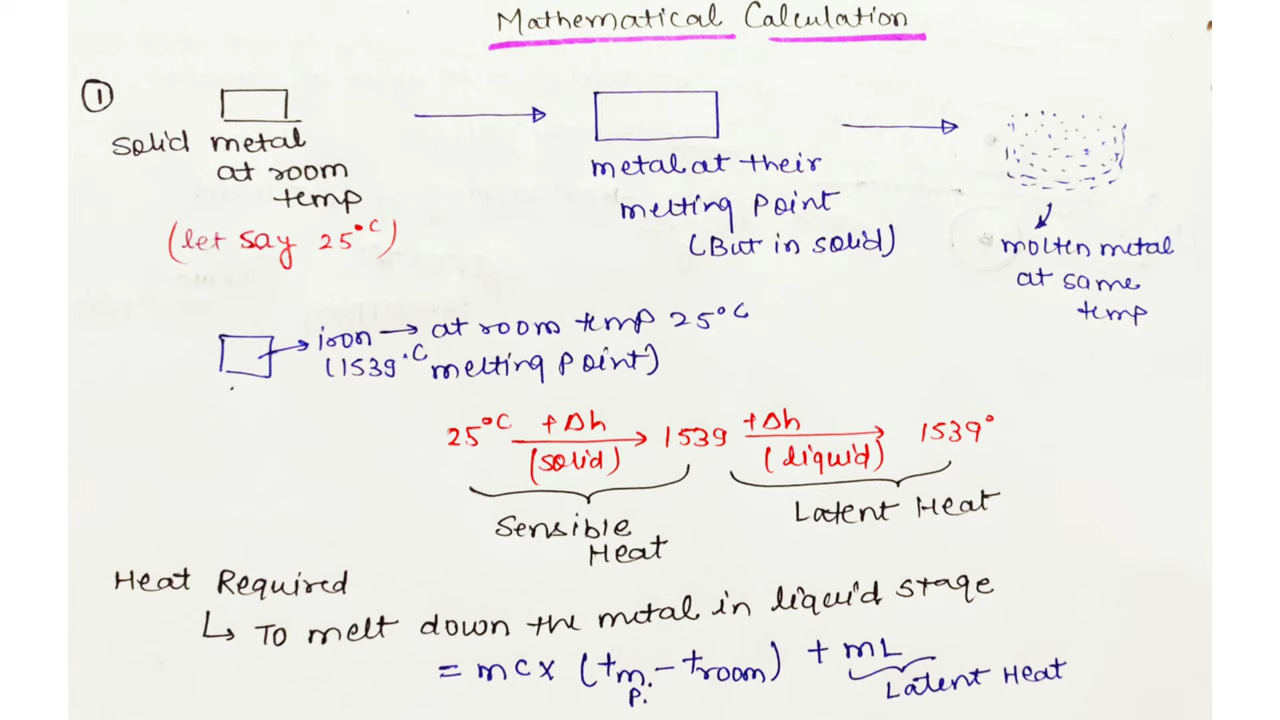 Mathematical Calculation
①
Solid metal
at room
temp
(let say 25°C)
metal at their
melting point
(But in solid)
molten metal
at same
temp
iron → at room temp 25°C
(1539°C melting point)
25°C +Δh (solid) → 1539 +Δh (liquid) → 1539°
Sensible
Heat
Latent Heat
Heat Required
↳ To melt down the metal in liquid stage
= mc× (tm.p. - troom) + mL
Latent Heat